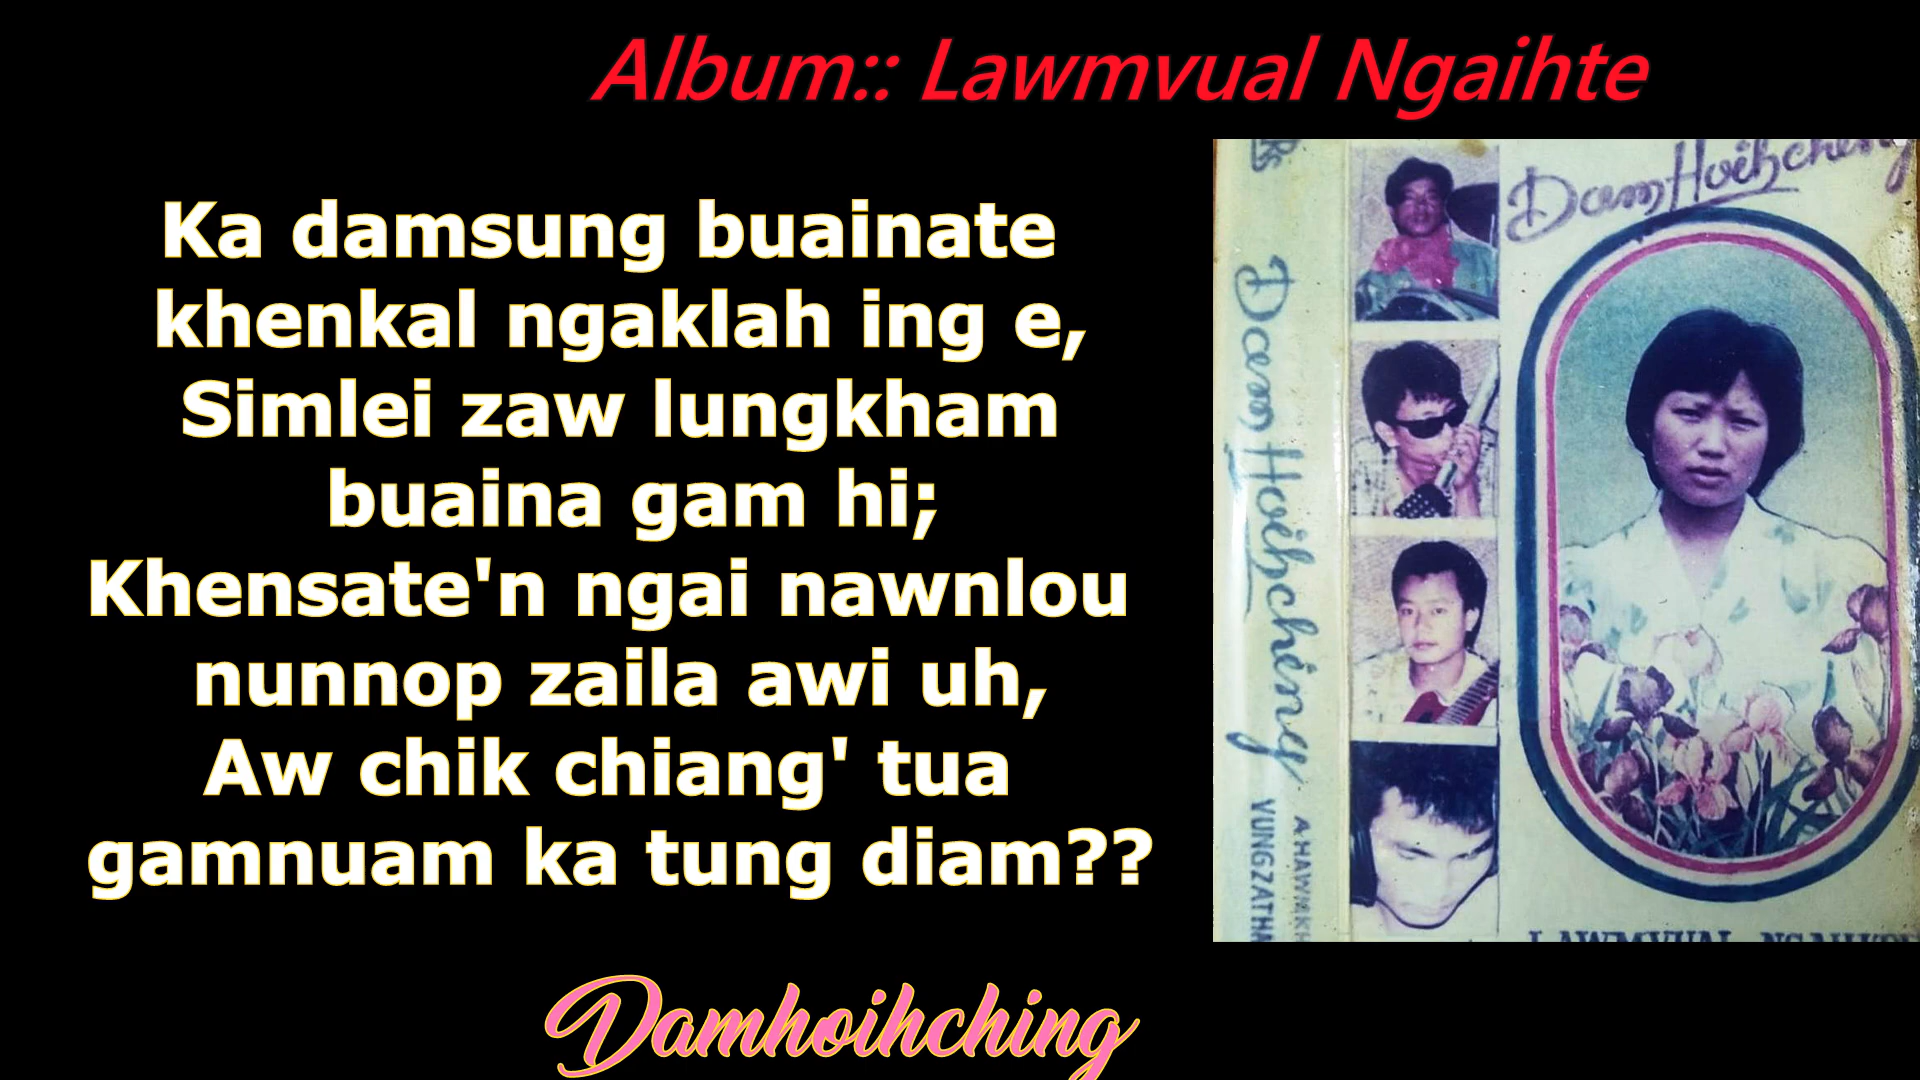 Album:: Lawmvual Ngaihte
Ka damsung buainate
khenkal ngaklah ing e,
Simlei zaw lungkham
buaina gam hi;
Khensate'n ngai nawnlou
nunnop zaila awi uh,
Aw chik chiang' tua
gamnuam ka tung diam??
Dam Hoihching
Dam Hoihching
VUNGZATHA
Damhoihching